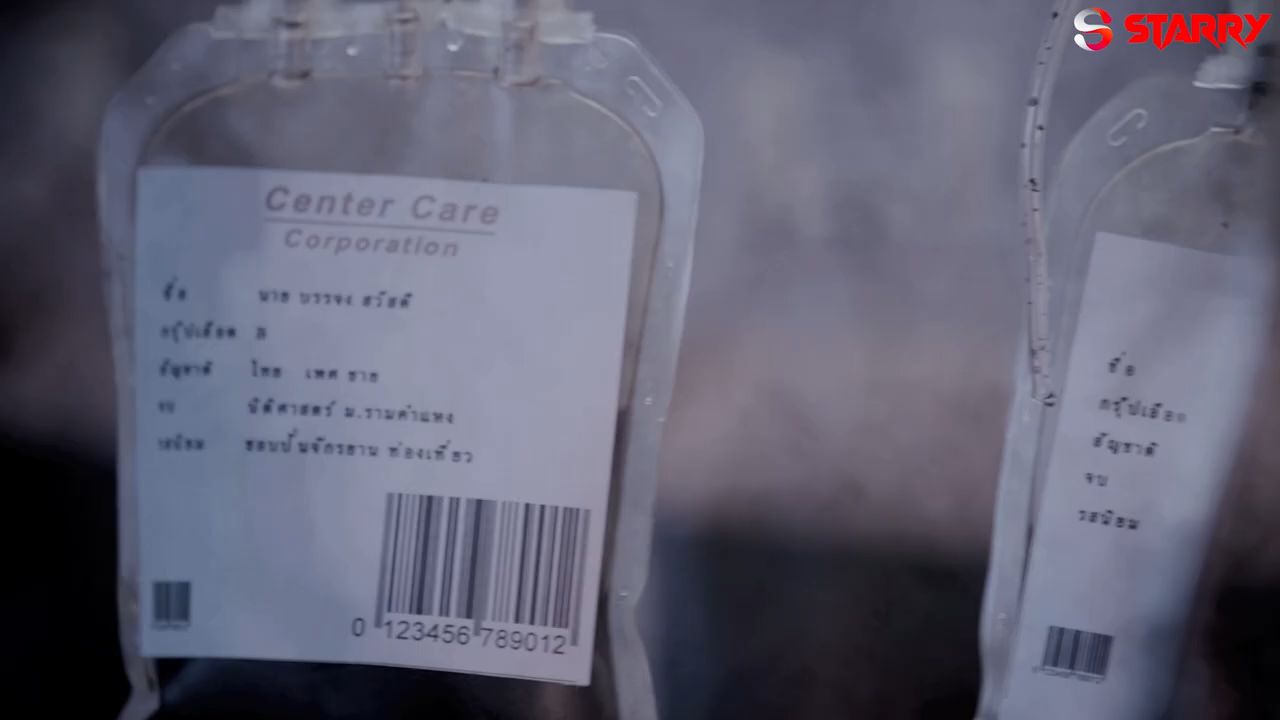 STARRY
Center Care
Corporation
ชื่อ นาย บรรจง สวัสดี
กรุ๊ปเลือด B
สัญชาติ ไทย เพศ ชาย
จบ นิติศาสตร์ ม.รามคำแหง
รสนิยม ชอบปั่นจักรยาน ท่องเที่ยว
0 123456 789012
ชื่อ
กรุ๊ปเลือด
สัญชาติ
จบ
รสนิยม